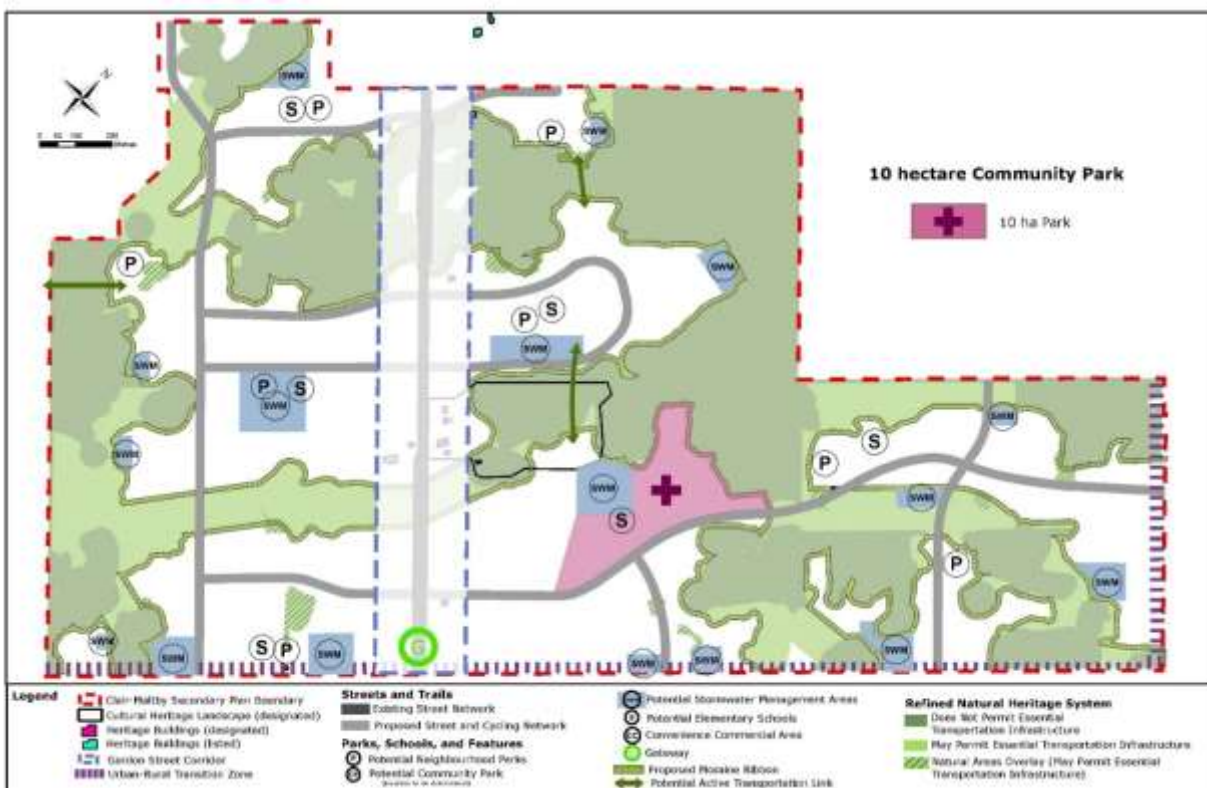 N
SWM
S P
P
SWM
10 hectare Community Park
10 ha Park
P
SWM
P S
SWM
SWM
P S
SWM
SWM
SWM
S
S
P
SWM
SWM
P
SWM
SWM
SWM
S P
SWM
G
SWM
SWM
SWM
Legend
Clair-Maltby Secondary Plan Boundary
Cultural Heritage Landscape (designated)
Heritage Buildings (designated)
Heritage Buildings (listed)
Gordon Street Corridor
Urban-Rural Transition Zone
Streets and Trails
Existing Street Network
Proposed Street and Cycling Network
Parks, Schools, and Features
Potential Neighbourhood Parks
Potential Community Park
Potential Stormwater Management Areas
Potential Elementary Schools
Convenience Commercial Area
Gateway
Proposed Moraine Ribbon
Potential Active Transportation Link
Refined Natural Heritage System
Does Not Permit Essential
Transportation Infrastructure
May Permit Essential Transportation Infrastructure
Natural Areas Overlay (May Permit Essential
Transportation Infrastructure)